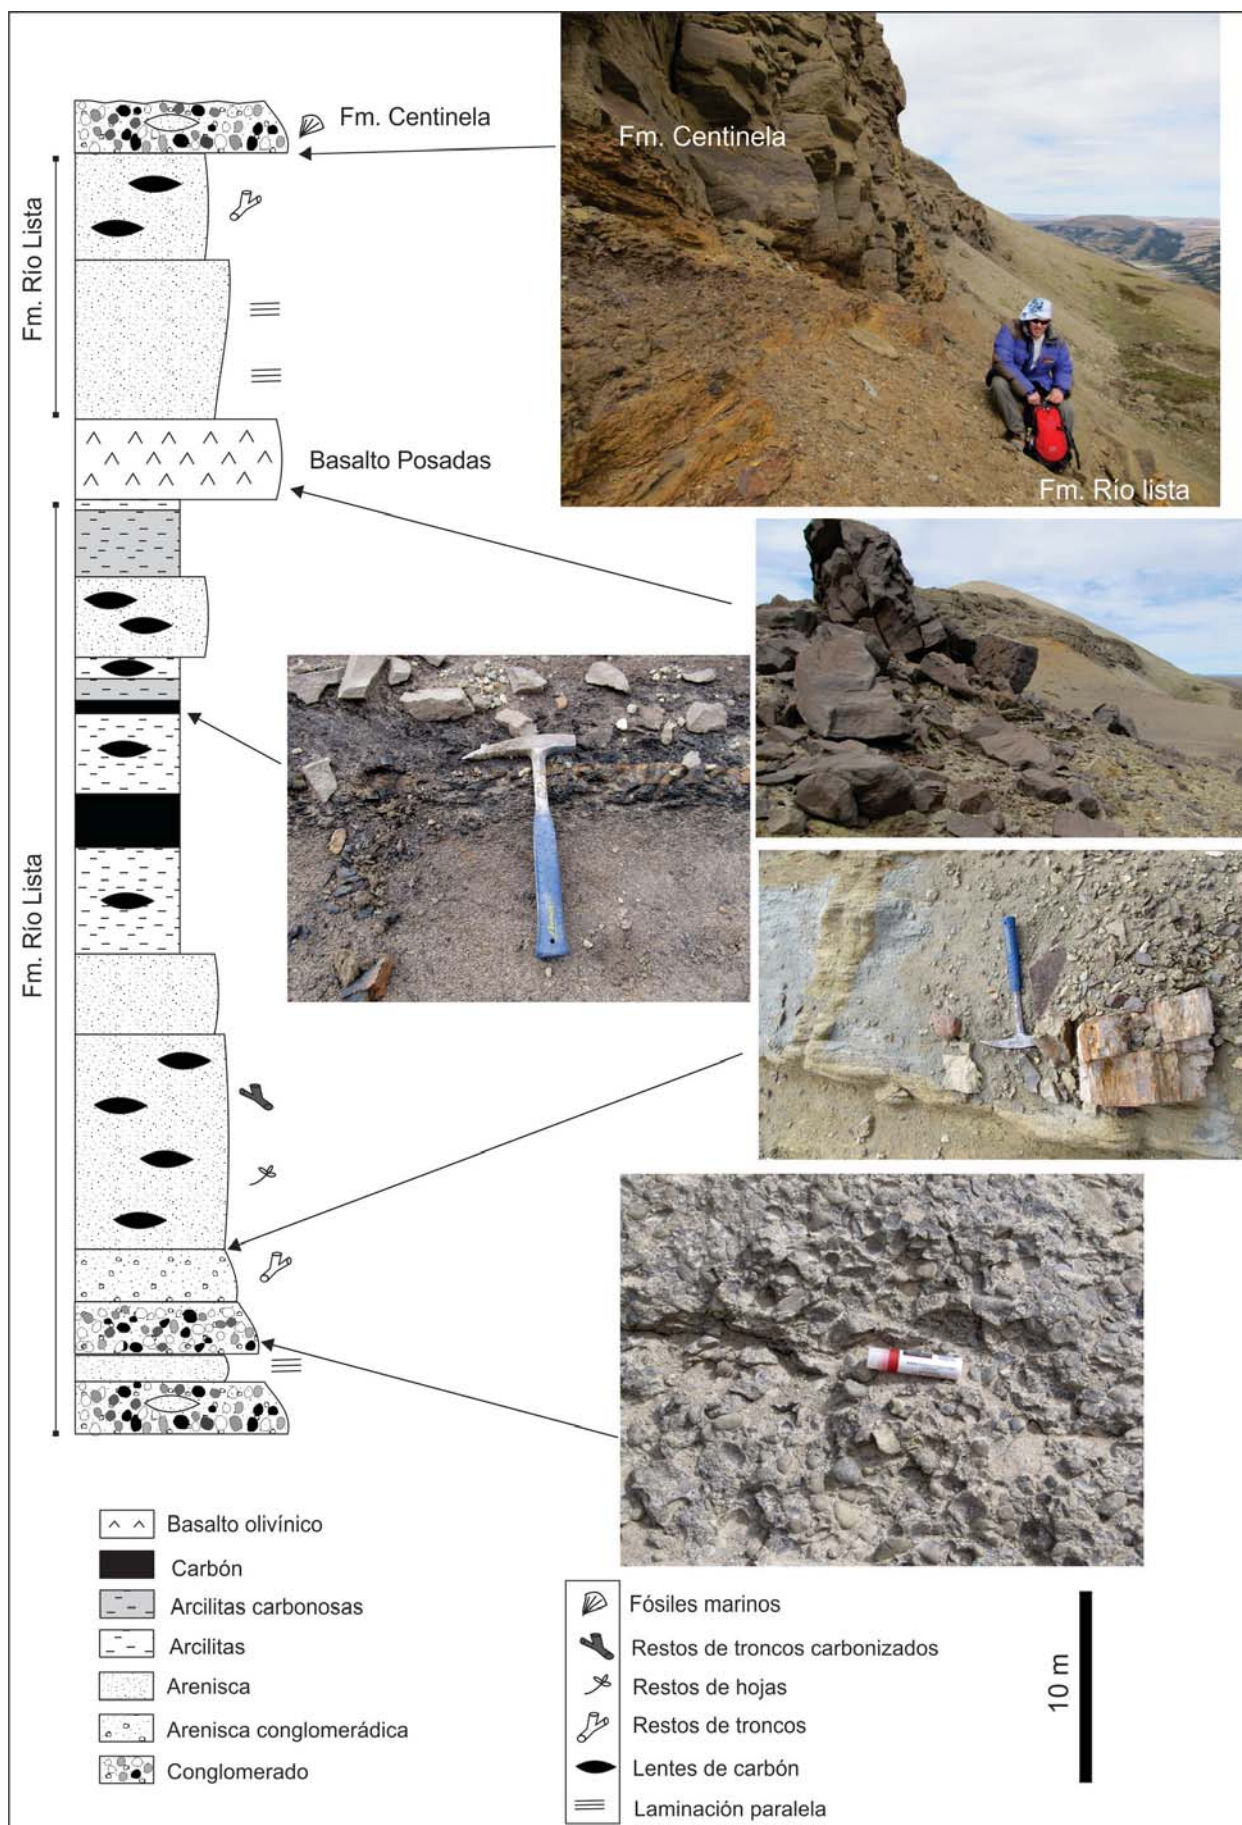 Fm. Centinela
Fm. Centinela
Fm. Río Lista
Basalto Posadas
Fm. Río lista
Fm. Río Lista
Basalto olivínico
Carbón
Arcilitas carbonosas
Arcilitas
Arenisca
Arenisca conglomerádica
Conglomerado
Fósiles marinos
Restos de troncos carbonizados
Restos de hojas
Restos de troncos
Lentes de carbón
Laminación paralela
10 m